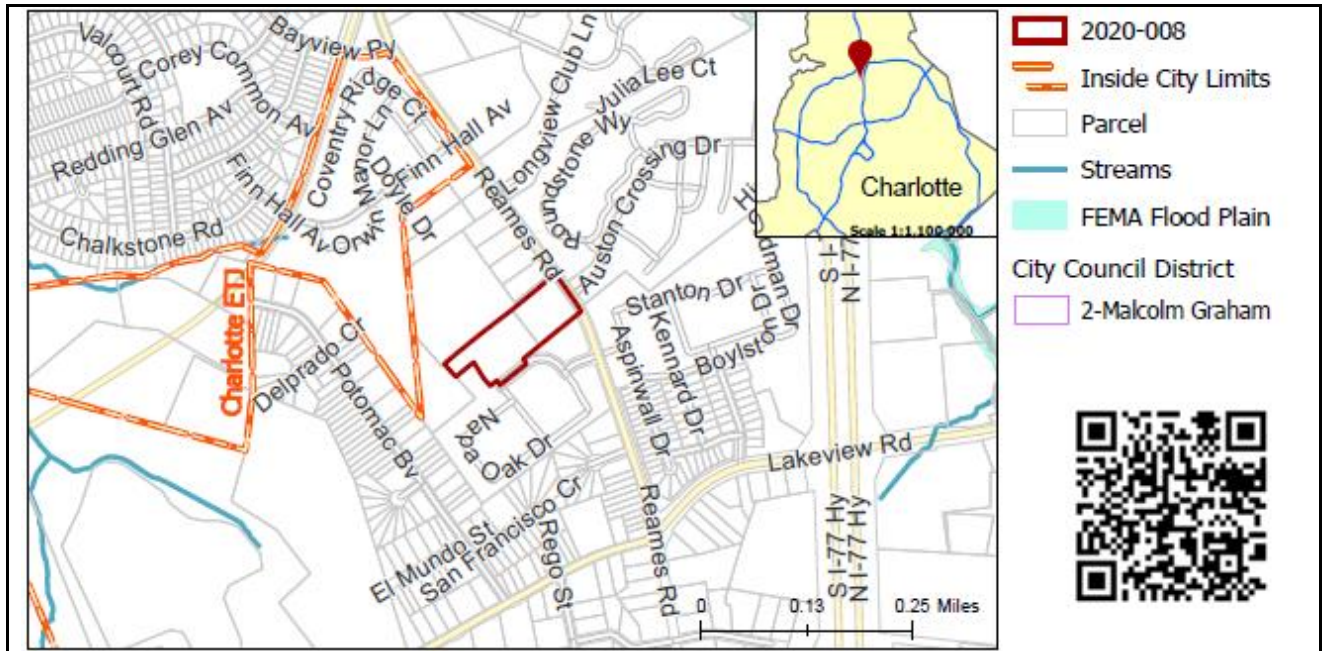 Valcourt Rd
Corey Common Av
Bayview Py
Redding Glen Av
Finn Hall Av
Chalkstone Rd
Coventry Ridge Ct
Manor Ln
Orwin
Doyle Dr
Finn Hall Av
Longview Club Ln
Julia Lee Ct
Poundstone Wy
Auston Crossing Dr
Reames Rd
Stanton Dr
Kennard Dr
Aspinwall Dr
Boylston Dr
Hindman Dr
Charlotte ETJ
Delprado Ct
Potomac Bv
Napa
Oak Dr
El Mundo St
San Francisco Cr
Rego St
Reames Rd
Lakeview Rd
S I-
N I-77
S I-77 Hy
N I-77 Hy
0 0.13 0.25 Miles
Charlotte
Scale 1:1,100,000
2020-008
Inside City Limits
Parcel
Streams
FEMA Flood Plain
City Council District
2-Malcolm Graham